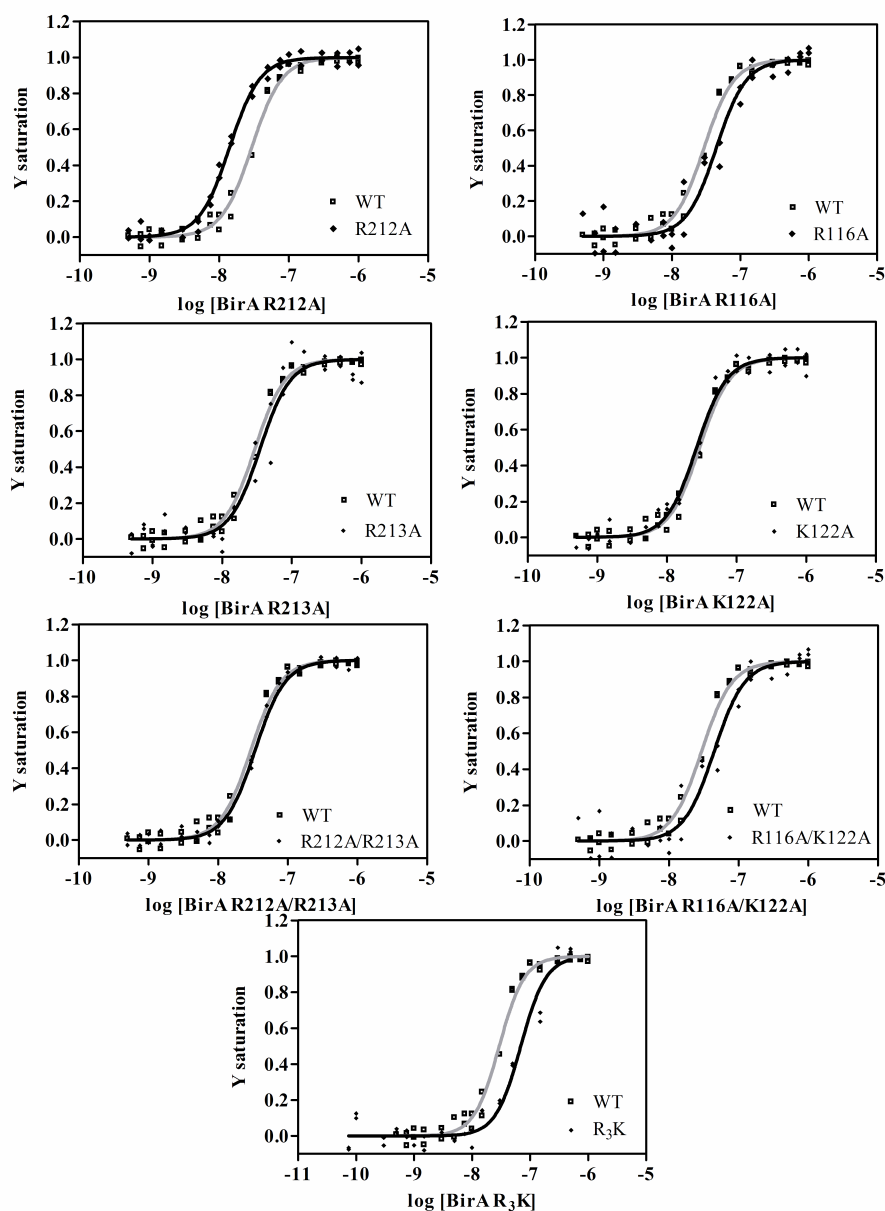 1.2
1.0
0.8
0.6
0.4
0.2
0.0
Y saturation
WT
R212A
-10 -9 -8 -7 -6 -5
log [BirA R212A]
1.2
1.0
0.8
0.6
0.4
0.2
0.0
Y saturation
WT
R116A
-10 -9 -8 -7 -6 -5
log [BirA R116A]
1.2
1.0
0.8
0.6
0.4
0.2
0.0
Y saturation
WT
R213A
-10 -9 -8 -7 -6 -5
log [BirA R213A]
1.2
1.0
0.8
0.6
0.4
0.2
0.0
Y saturation
WT
K122A
-10 -9 -8 -7 -6 -5
log [BirA K122A]
1.2
1.0
0.8
0.6
0.4
0.2
0.0
Y saturation
WT
R212A/R213A
-10 -9 -8 -7 -6 -5
log [BirA R212A/R213A]
1.2
1.0
0.8
0.6
0.4
0.2
0.0
Y saturation
WT
R116A/K122A
-10 -9 -8 -7 -6 -5
log [BirA R116A/K122A]
1.2
1.0
0.8
0.6
0.4
0.2
0.0
Y saturation
WT
R₃K
-11 -10 -9 -8 -7 -6 -5
log [BirA R₃K]